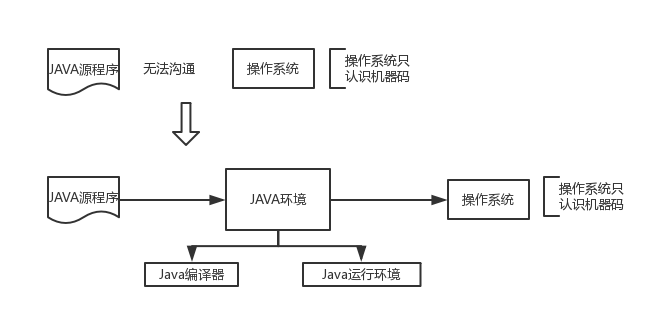 JAVA源程序
无法沟通
操作系统
操作系统只
认识机器码
JAVA源程序
JAVA环境
操作系统
操作系统只
认识机器码
Java编译器
Java运行环境